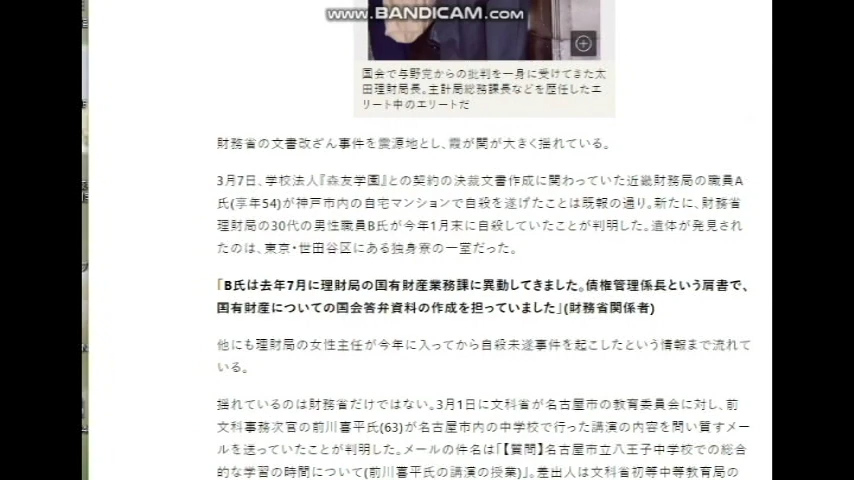 www.BANDICAM.com
国会で与野党からの批判を一身に受けてきた太
田理財局長。主計局総務課長などを歴任したエ
リート中のエリートだ
財務省の文書改ざん事件を震源地とし、霞が関が大きく揺れている。
3月7日、学校法人『森友学園』との契約の決裁文書作成に関わっていた近畿財務局の職員A
氏(享年54)が神戸市内の自宅マンションで自殺を遂げたことは既報の通り。新たに、財務省
理財局の30代の男性職員B氏が今年1月末に自殺していたことが判明した。遺体が発見され
たのは、東京・世田谷区にある独身寮の一室だった。
「B氏は去年7月に理財局の国有財産業務課に異動してきました。債権管理係長という肩書で、
国有財産についての国会答弁資料の作成を担っていました」(財務省関係者)
他にも理財局の女性主任が今年に入ってから自殺未遂事件を起こしたという情報まで流れて
いる。
揺れているのは財務省だけではない。3月1日に文科省が名古屋市の教育委員会に対し、前
文科事務次官の前川喜平氏(63)が名古屋市内の中学校で行った講演の内容を問い質すメー
ルを送っていたことが判明した。メールの件名は「【質問】名古屋市立八王子中学校での総合
的な学習の時間について(前川喜平氏の講演の授業)」。差出人は文科省初等中等教育局の